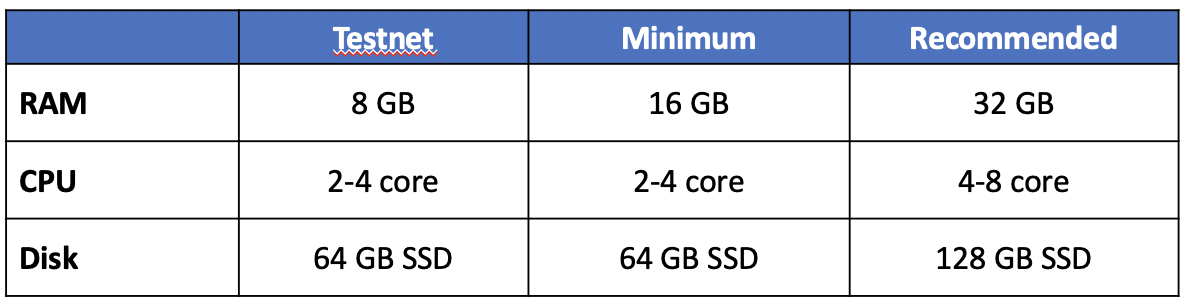 Testnet Minimum Recommended
RAM 8 GB 16 GB 32 GB
CPU 2-4 core 2-4 core 4-8 core
Disk 64 GB SSD 64 GB SSD 128 GB SSD